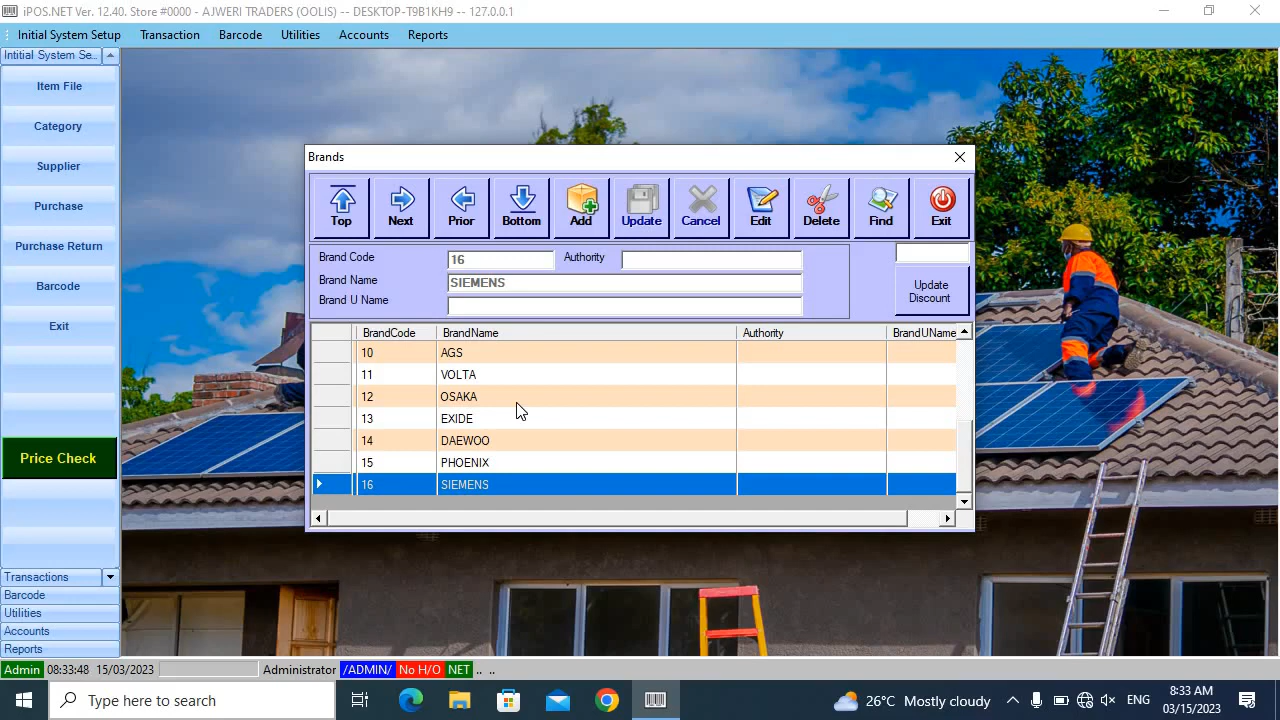 iPOS.NET Ver. 12.40. Store #0000 - AJWERI TRADERS (OOLIS) -- DESKTOP-T9B1KH9 -- 127.0.0.1
Initial System Setup Transaction Barcode Utilities Accounts Reports
Intitial System Se...
Item File
Category
Supplier
Purchase
Purchase Return
Barcode
Exit
Price Check
Transactions
Barcode
Utilities
Accounts
Reports
Brands
Top Next Prior Bottom Add Update Cancel Edit Delete Find Exit
Brand Code 16 Authority
Brand Name SIEMENS
Brand U Name
Update
Discount
BrandCode BrandName Authority BrandUName
10 AGS
11 VOLTA
12 OSAKA
13 EXIDE
14 DAEWOO
15 PHOENIX
16 SIEMENS
Admin 08:33:48 15/03/2023 Administrator /ADMIN/ No H/O NET .. ..
Type here to search 26°C Mostly cloudy ENG 8:33 AM
03/15/2023